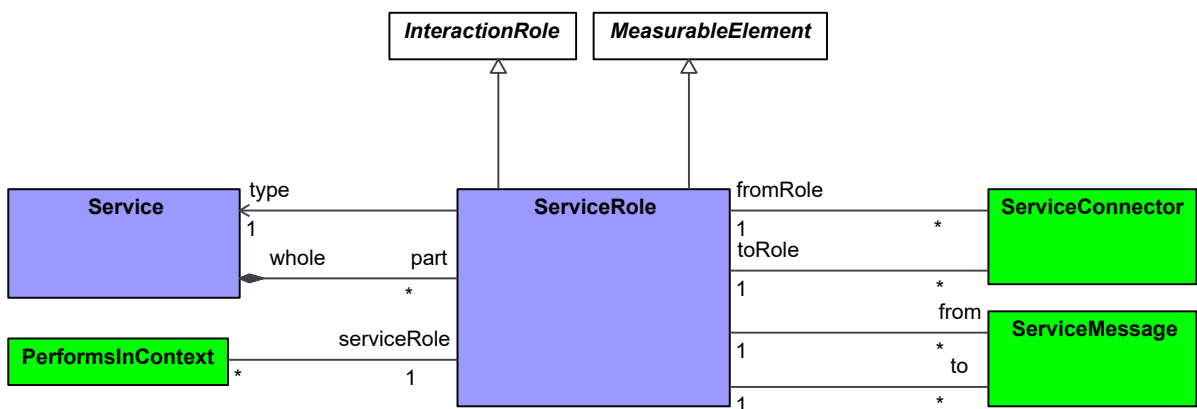 InteractionRole
MeasurableElement
Service
type
1
ServiceRole
fromRole
1
*
ServiceConnector
toRole
1
*
whole
part
*
from
1
*
ServiceMessage
to
1
*
PerformsInContext
*
serviceRole
1